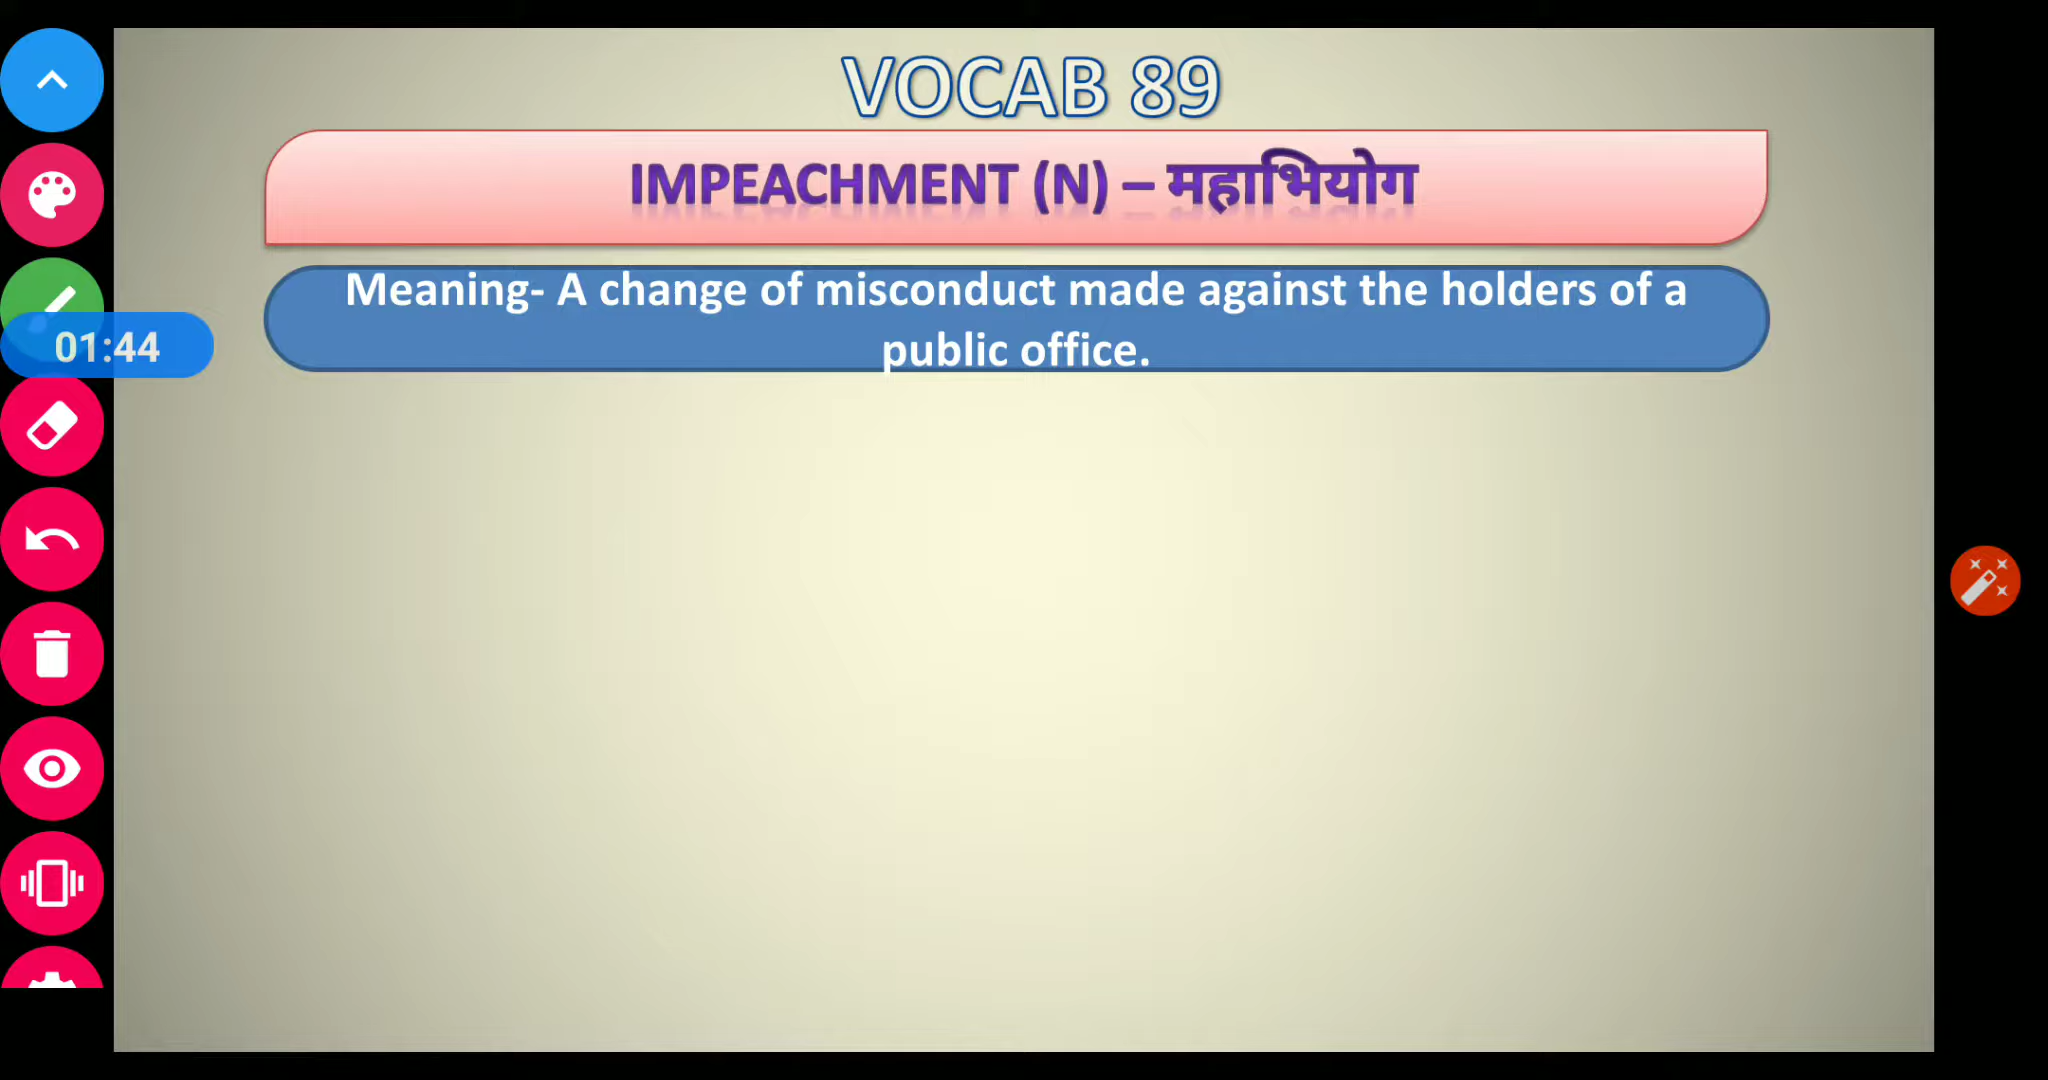 VOCAB 89
IMPEACHMENT (N) – महाभियोग
Meaning- A change of misconduct made against the holders of a
public office.
01:44